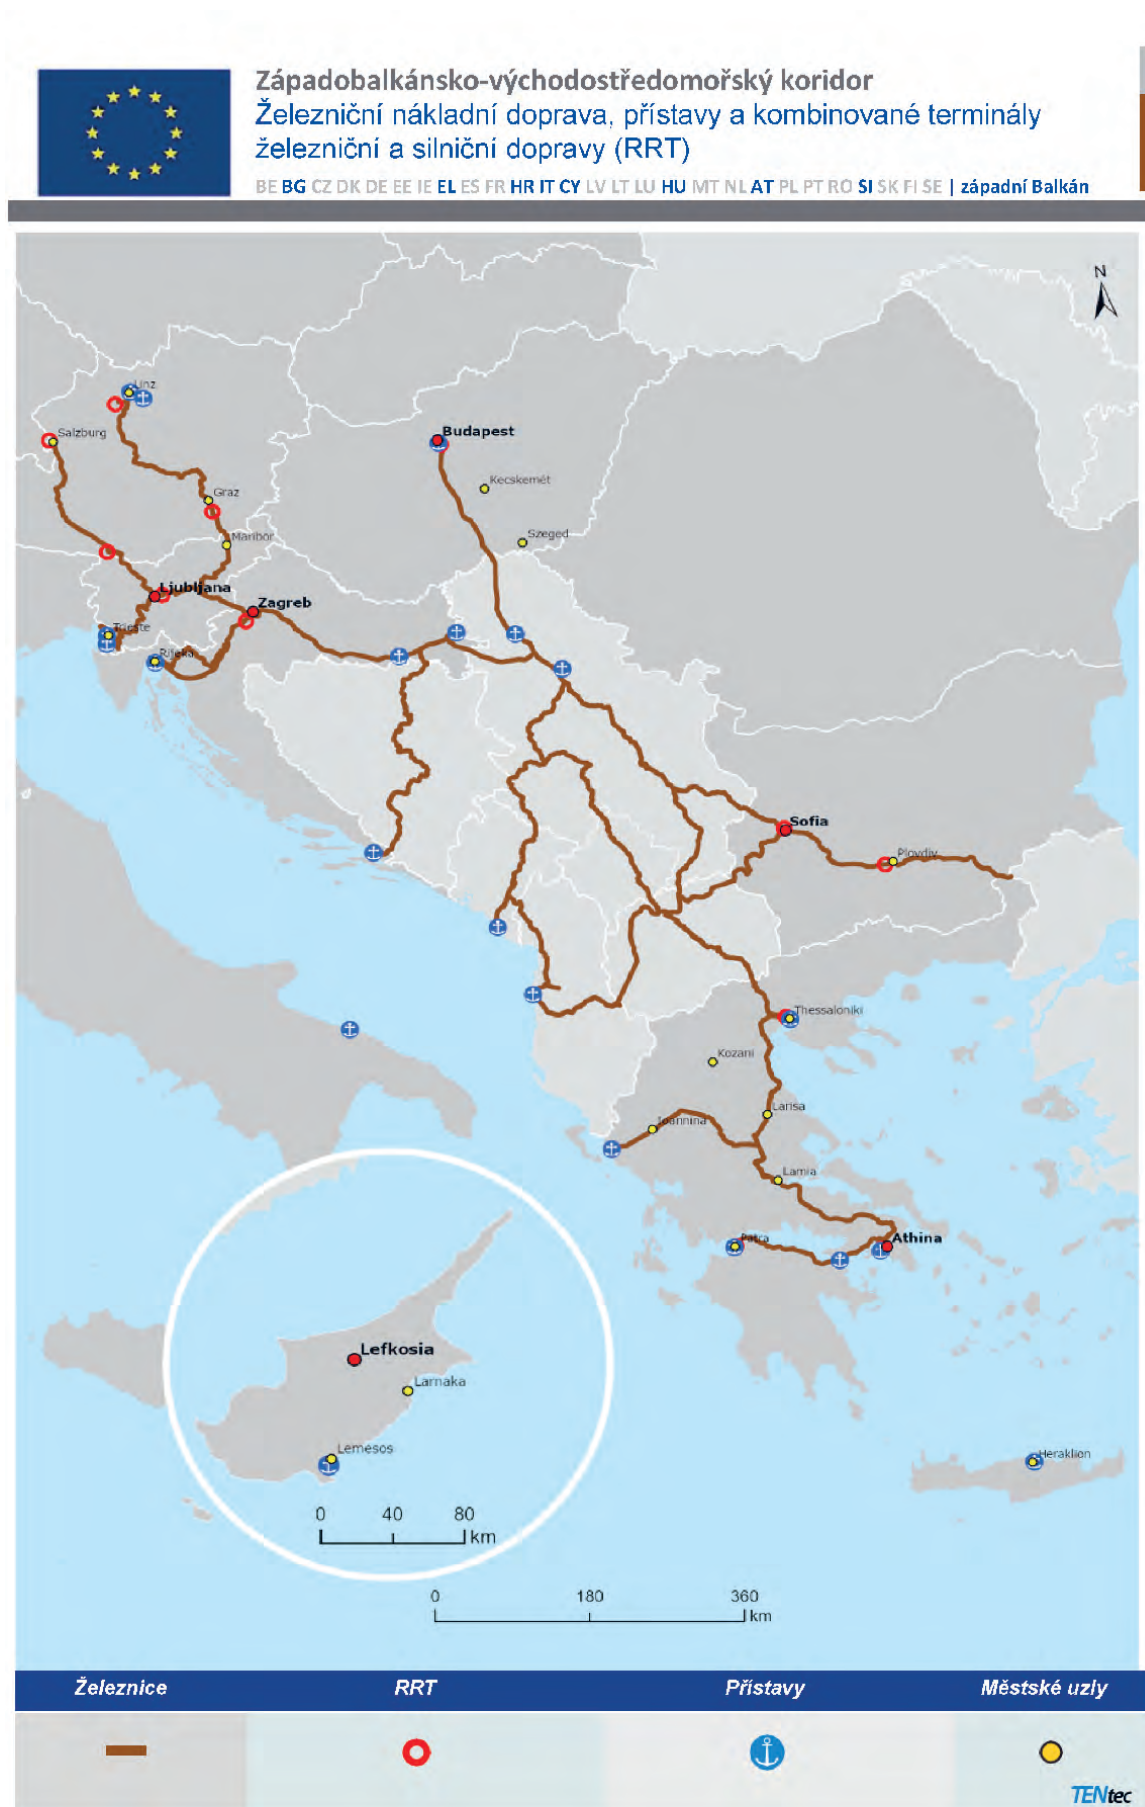 Západobalkánsko-východostředomořský koridor
Železniční nákladní doprava, přístavy a kombinované terminály
železniční a silniční dopravy (RRT)
BE BG CZ DK DE EE IE EL ES FR HR IT CY LV LT LU HU MT NL AT PL PT RO SI SK FI SE | západní Balkán
N
Linz
Salzburg
Budapest
Kecskemét
Graz
Szeged
Maribor
Ljubljana
Zagreb
Trieste
Rijeka
Sofia
Plovdiv
Thessaloniki
Kozani
Larisa
Ioannina
Lamia
Patra
Athina
Lefkosia
Larnaka
Lemesos
Heraklion
0 40 80
km
0 180 360
km
Železnice RRT Přístavy Městské uzly
TENtec